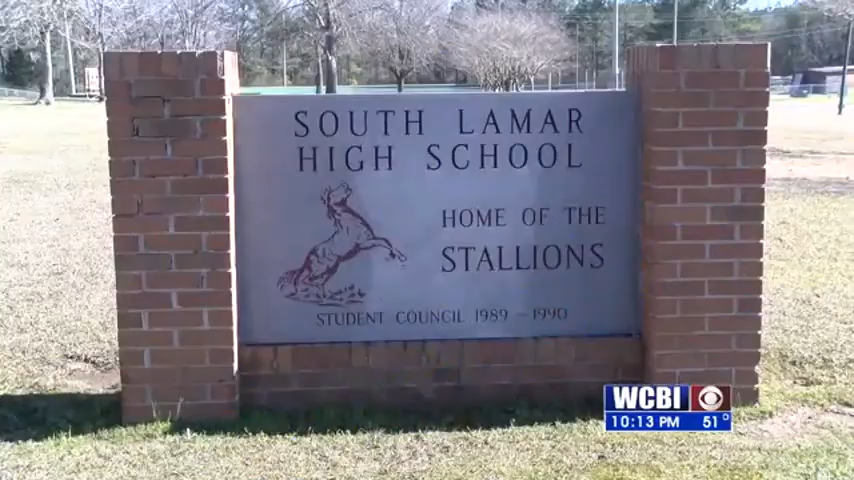 SOUTH LAMAR
HIGH SCHOOL
HOME OF THE
STALLIONS
STUDENT COUNCIL 1989 - 1990
WCBI
10:13 PM 51°